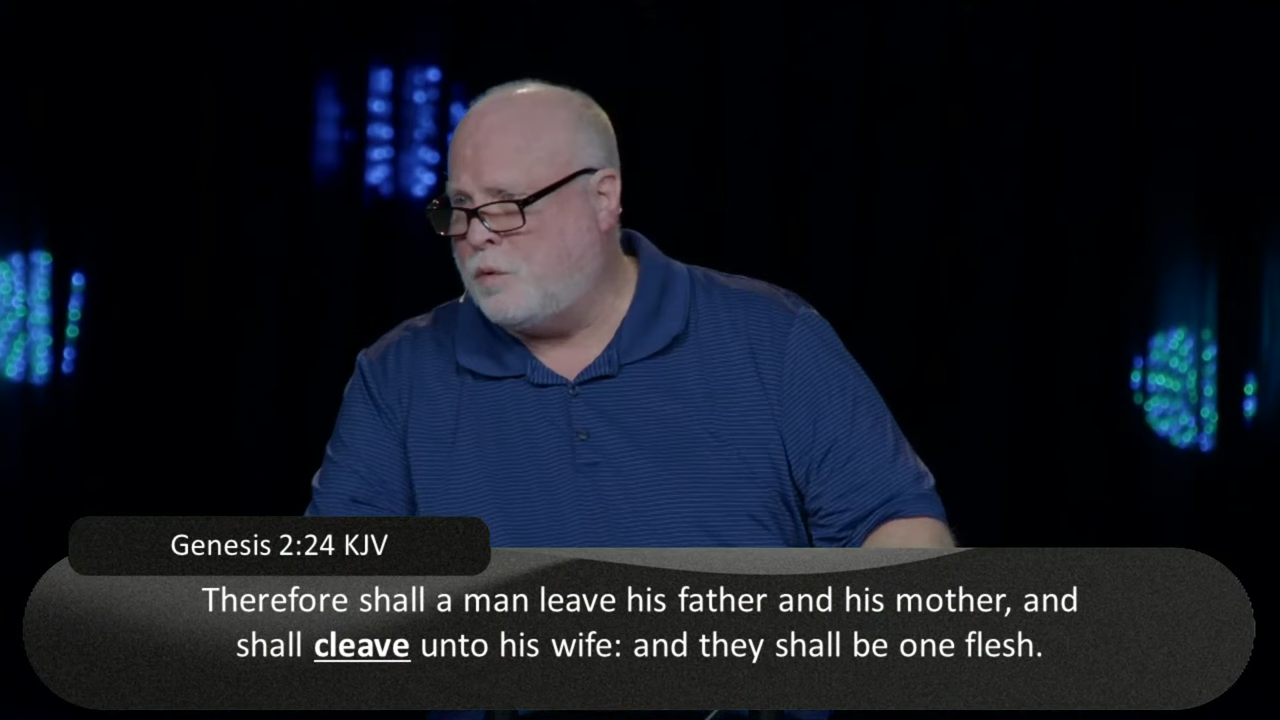 Genesis 2:24 KJV
Therefore shall a man leave his father and his mother, and
shall cleave unto his wife: and they shall be one flesh.